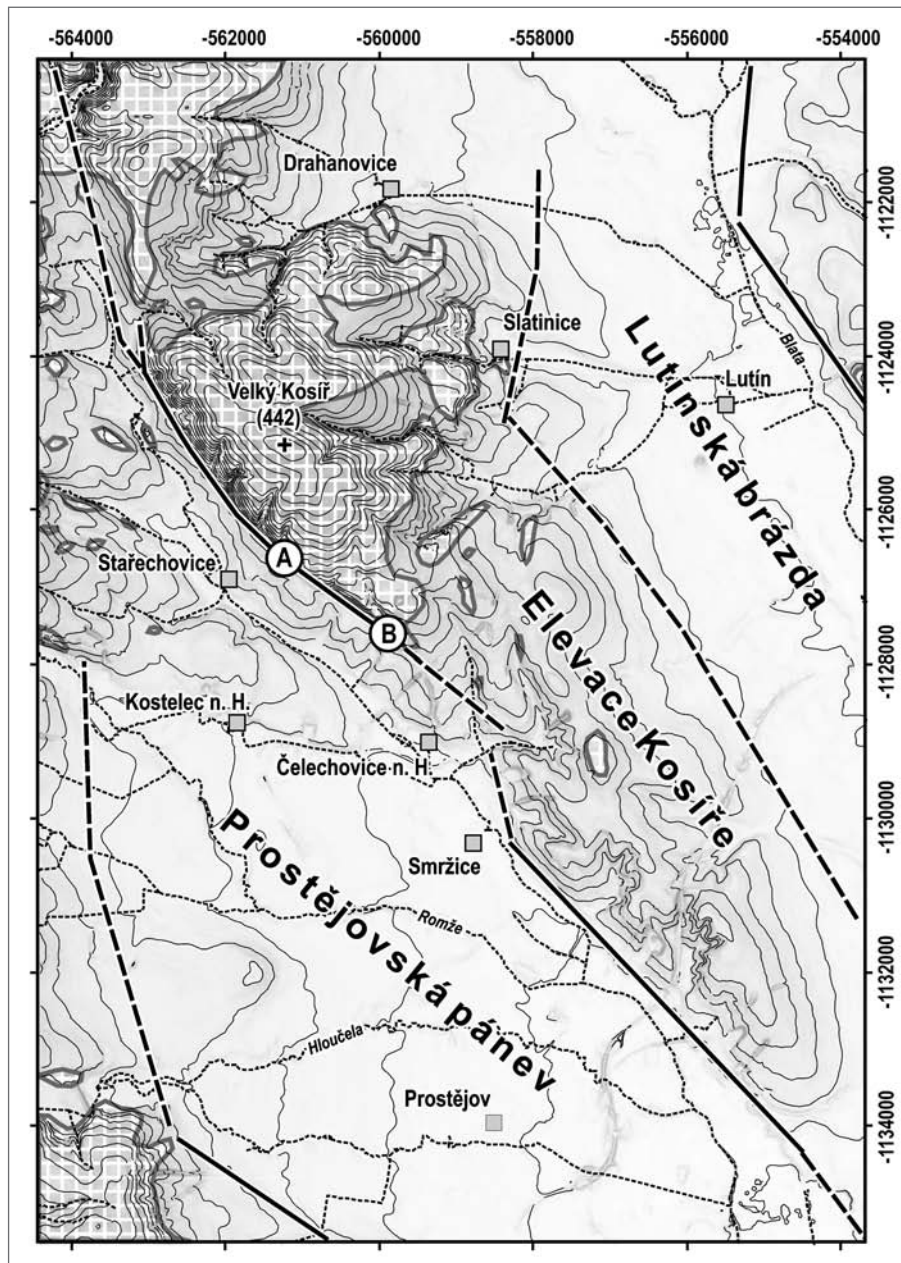 -564000 -562000 -560000 -558000 -556000 -554000
Drahanovice
-1122000
Slatinice
Blata
-1124000
Lutín
Lutínská brázda
Velký Kosíř
(442)
-1126000
A
Stařechovice
B
-1128000
Elevace Kosíře
Kostelec n. H.
Čelechovice n. H.
-1130000
Smržice
Prostějovská pánev
Romže
-1132000
Hloučela
Prostějov
-1134000